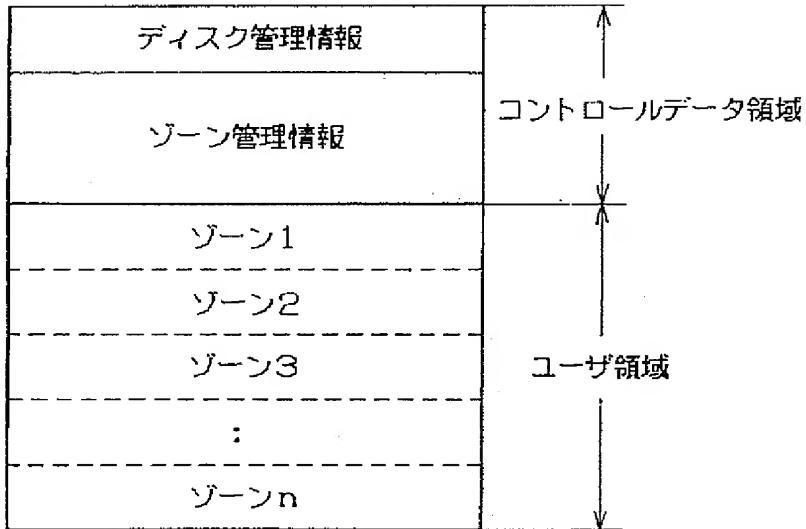 ディスク管理情報
ゾーン管理情報
コントロールデータ領域
ゾーン1
ゾーン2
ゾーン3
:
ゾーンn
ユーザ領域